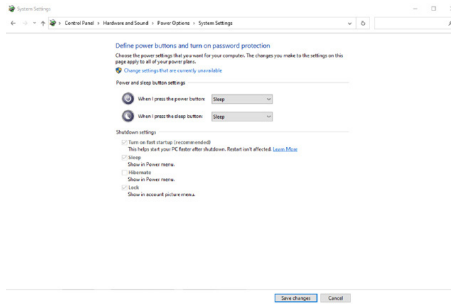 System Settings
Control Panel > Hardware and Sound > Power Options > System Settings
Define power buttons and turn on password protection
Choose the power settings that you want for your computer. The changes you make to the settings on this
page apply to all of your power plans.
Change settings that are currently unavailable
Power and sleep button settings
When I press the power button: Sleep
When I press the sleep button: Sleep
Shutdown settings
Turn on fast startup (recommended)
This helps start your PC faster after shutdown. Restart isn't affected. Learn More
Sleep
Show in Power menu.
Hibernate
Show in Power menu.
Lock
Show in account picture menu.
Save changes Cancel